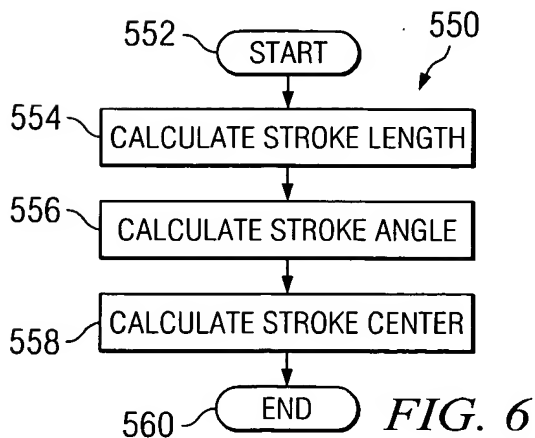 552
START
550
554
CALCULATE STROKE LENGTH
556
CALCULATE STROKE ANGLE
558
CALCULATE STROKE CENTER
560
END
FIG. 6